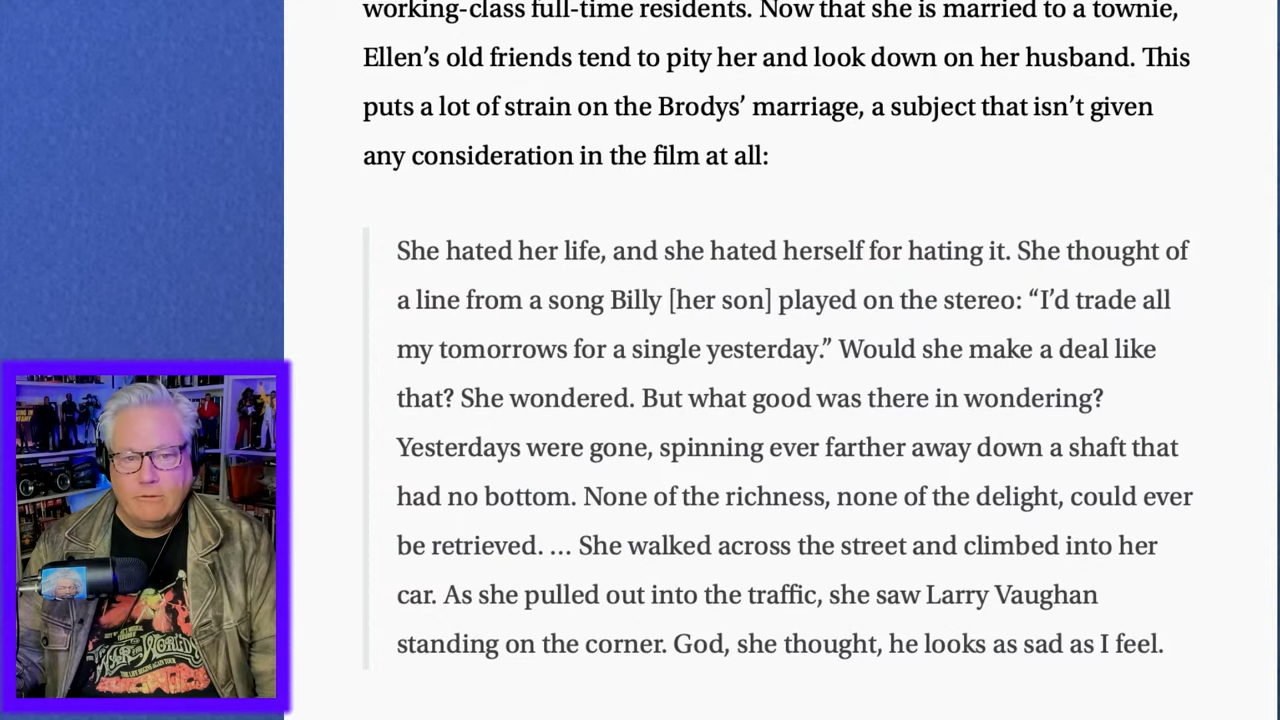 working-class full-time residents. Now that she is married to a townie,
Ellen’s old friends tend to pity her and look down on her husband. This
puts a lot of strain on the Brodys’ marriage, a subject that isn’t given
any consideration in the film at all:
She hated her life, and she hated herself for hating it. She thought of
a line from a song Billy [her son] played on the stereo: “I’d trade all
my tomorrows for a single yesterday.” Would she make a deal like
that? She wondered. But what good was there in wondering?
Yesterdays were gone, spinning ever farther away down a shaft that
had no bottom. None of the richness, none of the delight, could ever
be retrieved. … She walked across the street and climbed into her
car. As she pulled out into the traffic, she saw Larry Vaughan
standing on the corner. God, she thought, he looks as sad as I feel.